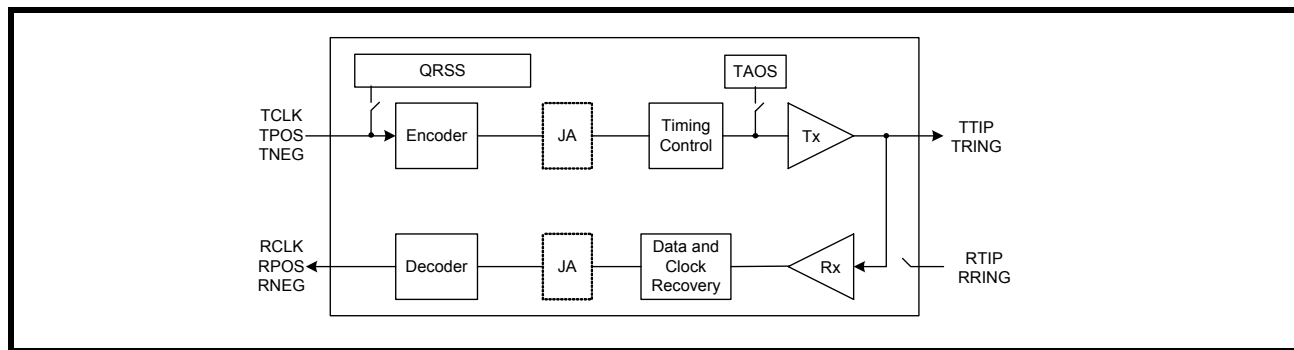 QRSS
TAOS
TCLK
TPOS
TNEG
Encoder
JA
Timing
Control
Tx
TTIP
TRING
RCLK
RPOS
RNEG
Decoder
JA
Data and
Clock
Recovery
Rx
RTIP
RRING